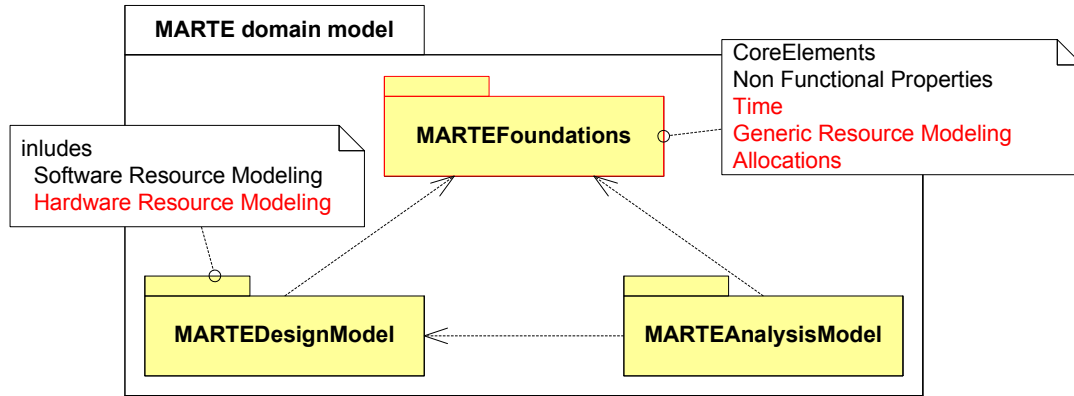 MARTE domain model
CoreElements
Non Functional Properties
Time
Generic Resource Modeling
Allocations
MARTEFoundations
inludes
Software Resource Modeling
Hardware Resource Modeling
MARTEDesignModel
MARTEAnalysisModel